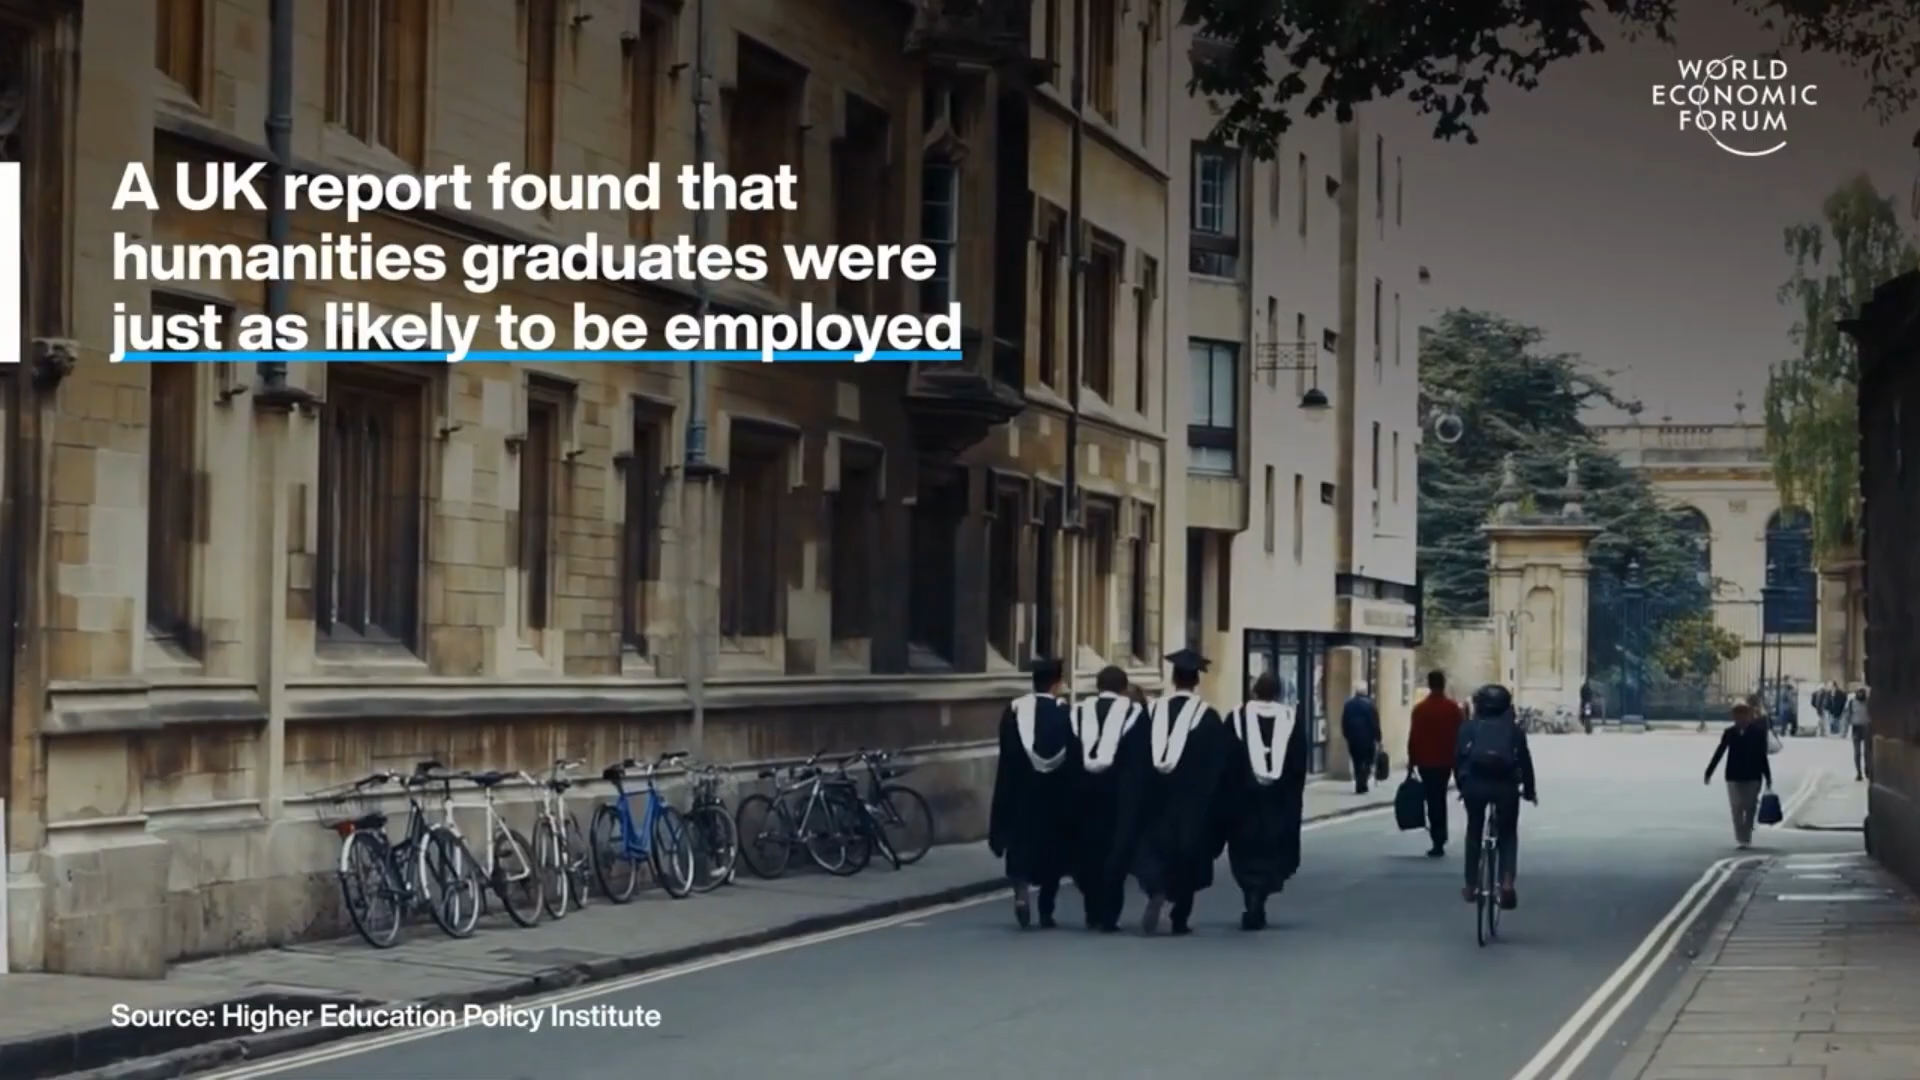 WORLD
ECONOMIC
FORUM
A UK report found that
humanities graduates were
just as likely to be employed
Source: Higher Education Policy Institute